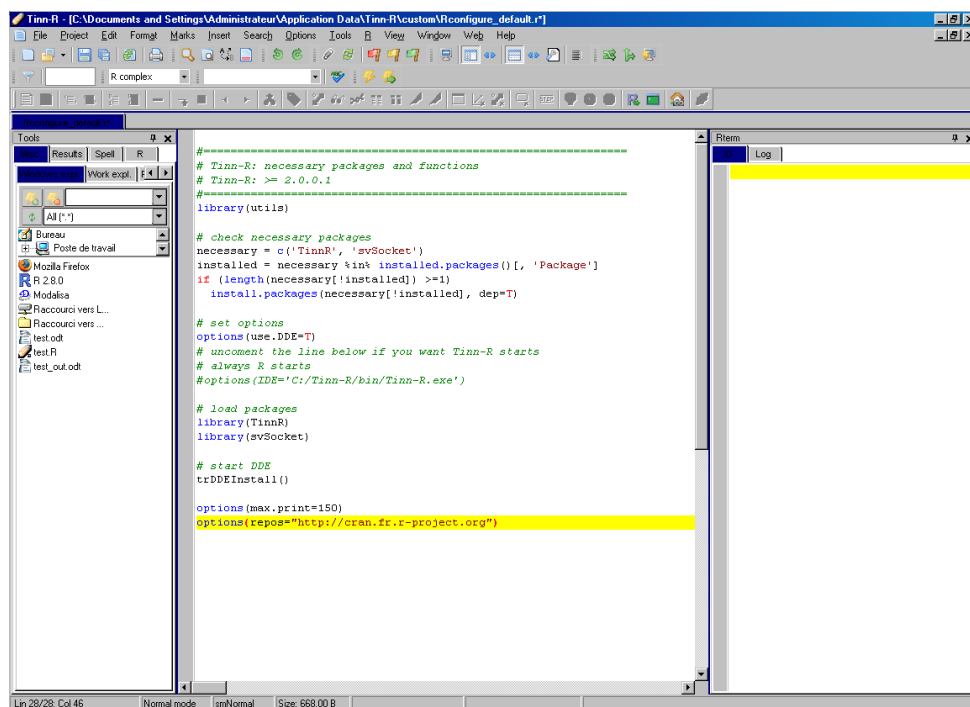 Tinn-R - [C:\Documents and Settings\Administrateur\Application Data\Tinn-R\custom\Rconfigure_default.r*]
File Project Edit Format Marks Insert Search Options Tools R View Window Web Help
R complex
Tools
Results Spell R
Work expl.
All (*.*)
Bureau
Poste de travail
Mozilla Firefox
R 2.8.0
Modalisa
Raccourci vers L...
Raccourci vers ...
test.odt
test.R
test_out.odt
#===============================================================
# Tinn-R: necessary packages and functions
# Tinn-R: >= 2.0.0.1
#===============================================================
library(utils)
# check necessary packages
necessary = c('TinnR', 'svSocket')
installed = necessary %in% installed.packages()[, 'Package']
if (length(necessary[!installed]) >=1)
install.packages(necessary[!installed], dep=T)
# set options
options(use.DDE=T)
# uncoment the line below if you want Tinn-R starts
# always R starts
#options(IDE='C:/Tinn-R/bin/Tinn-R.exe')
# load packages
library(TinnR)
library(svSocket)
# start DDE
trDDEInstall()
options(max.print=150)
options(repos="http://cran.fr.r-project.org")
Rterm
Log
Lin 28/28: Col 46
Normal mode
smNormal
Size: 668.00 B